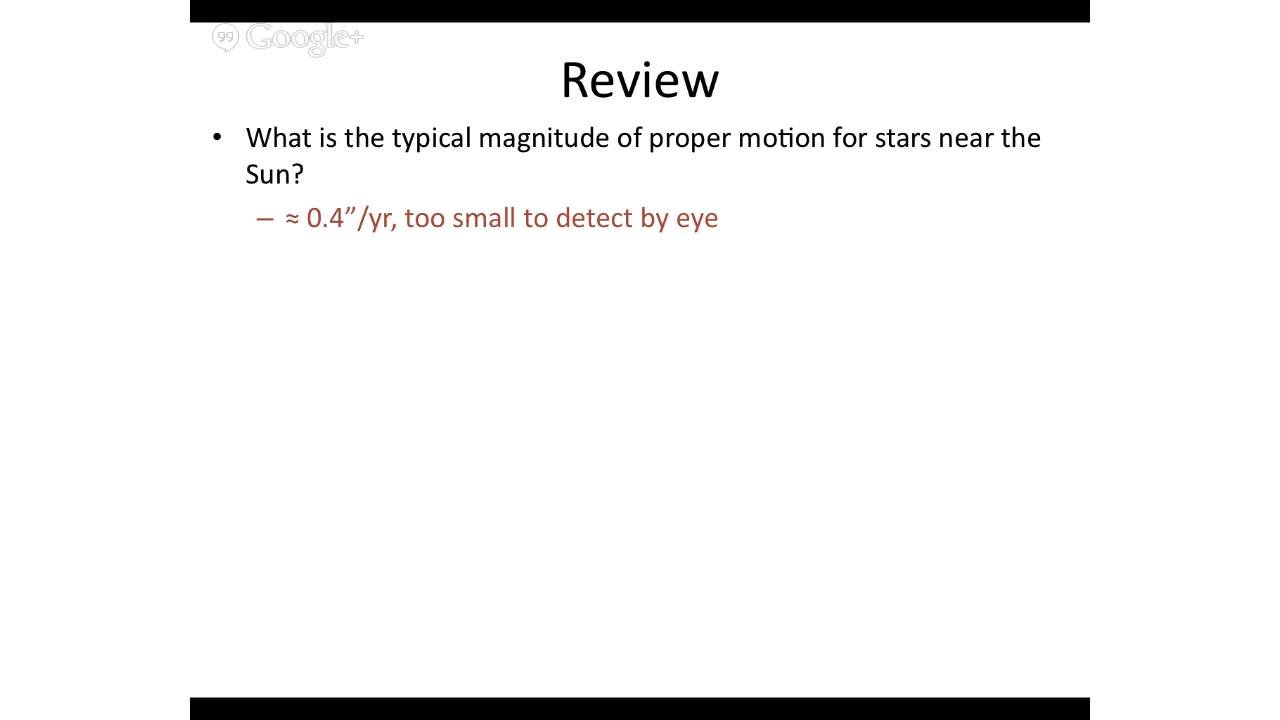 Google+
Review
• What is the typical magnitude of proper motion for stars near the
Sun?
– ≈ 0.4”/yr, too small to detect by eye